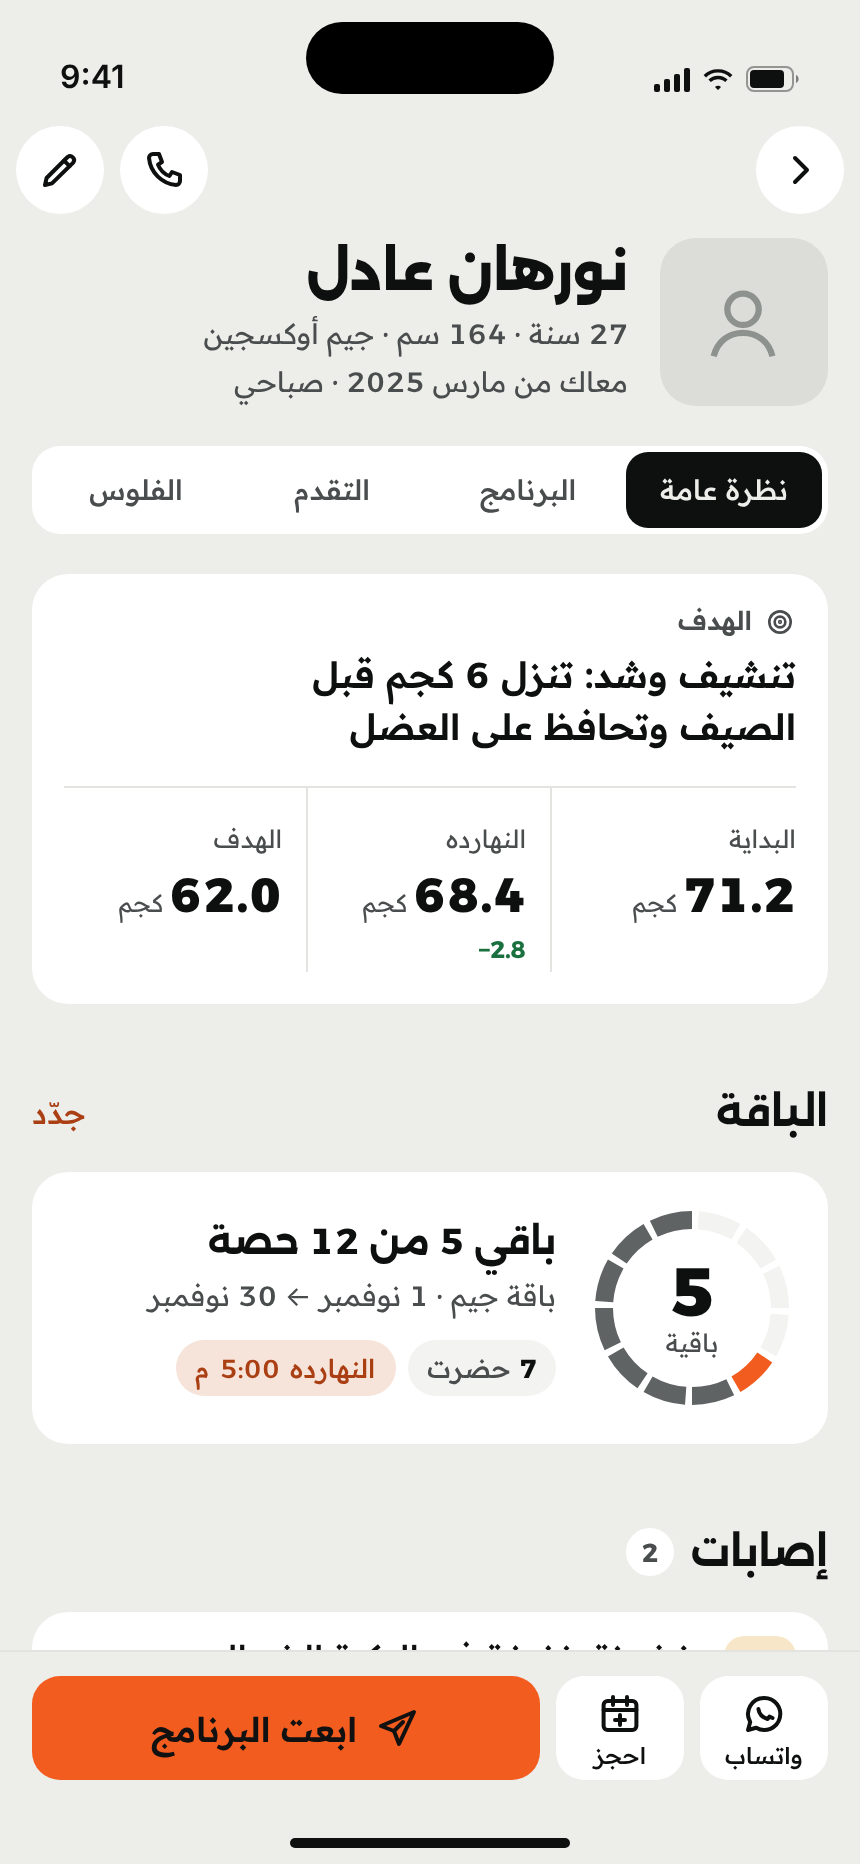 9:41
نورهان عادل
27 سنة · 164 سم · جيم أوكسجين
معاك من مارس 2025 · صباحي
نظرة عامة
البرنامج
التقدم
الفلوس
الهدف
تنشيف وشد: تنزل 6 كجم قبل
الصيف وتحافظ على العضل
البداية
71.2 كجم
النهارده
68.4 كجم
−2.8
الهدف
62.0 كجم
الباقة
جدّد
5
باقية
باقي 5 من 12 حصة
باقة جيم · 1 نوفمبر ← 30 نوفمبر
7 حضرت
النهارده 5:00 م
إصابات
2
واتساب
احجز
ابعت البرنامج